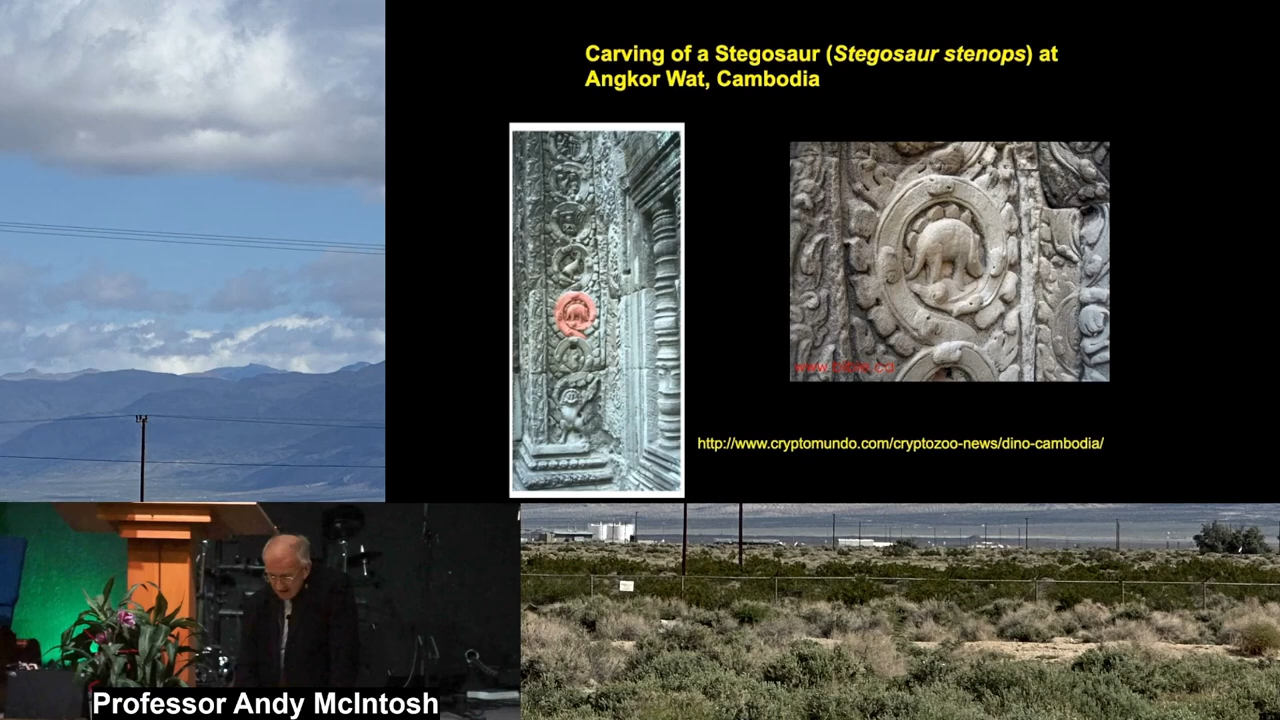 Carving of a Stegosaur (Stegosaur stenops) at
Angkor Wat, Cambodia
http://www.cryptomundo.com/cryptozoo-news/dino-cambodia/
Professor Andy McIntosh